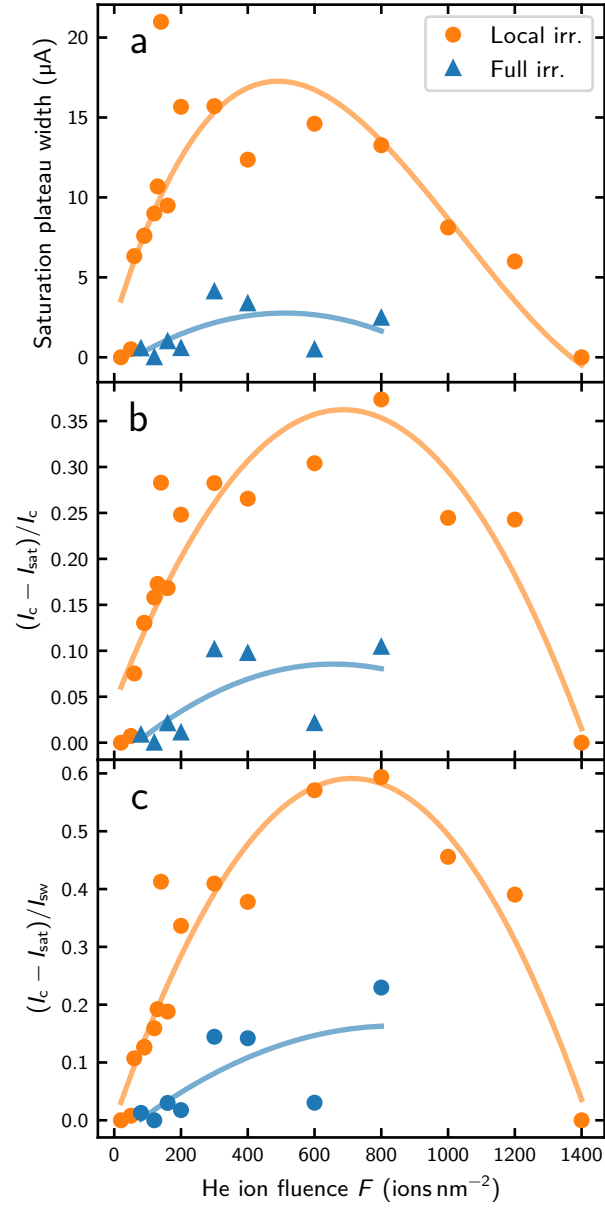 a
Local irr.
Full irr.
Saturation plateau width (µA)
20
15
10
5
0
b
(I_c − I_sat)/I_c
0.35
0.30
0.25
0.20
0.15
0.10
0.05
0.00
c
(I_c − I_sat)/I_sw
0.6
0.5
0.4
0.3
0.2
0.1
0.0
0 200 400 600 800 1000 1200 1400
He ion fluence F (ions nm⁻²)